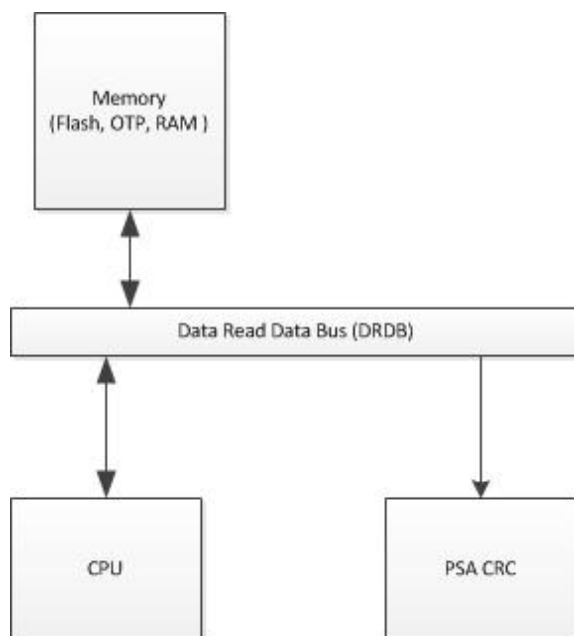 Memory
(Flash, OTP, RAM )
Data Read Data Bus (DRDB)
CPU
PSA CRC